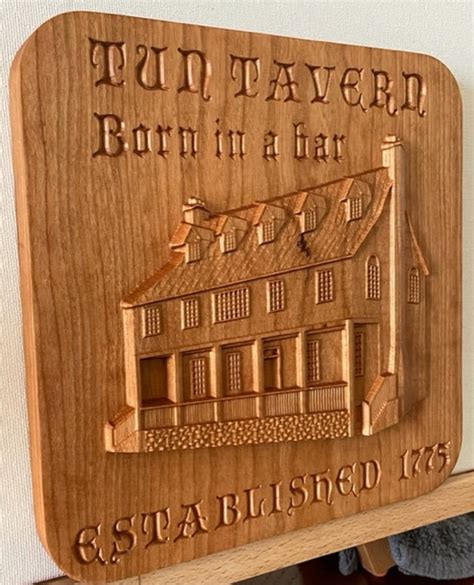 TUN TAVERN
Born in a bar
ESTABLISHED 1775